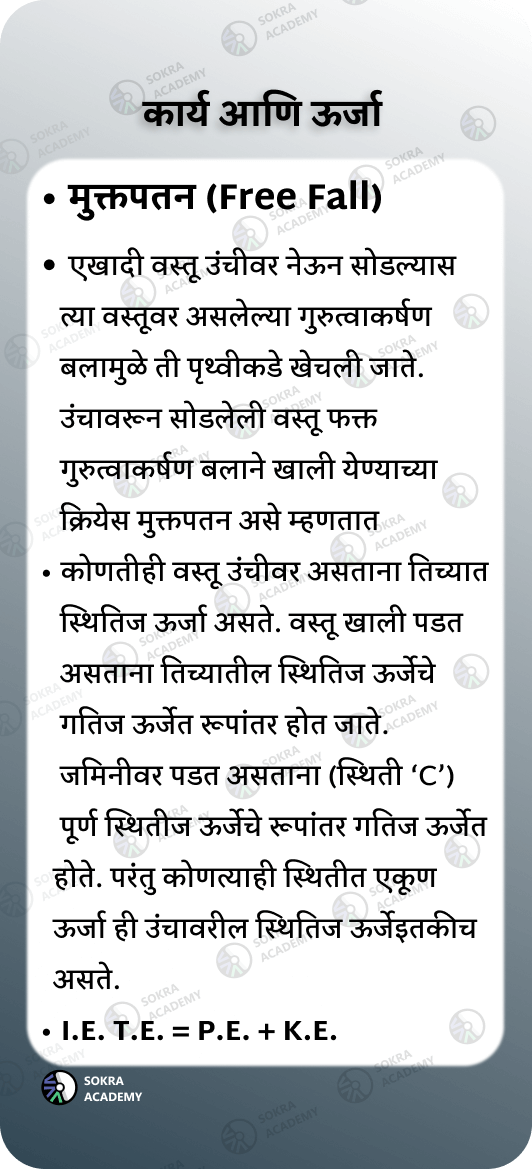 कार्य आणि ऊर्जा
• मुक्तपतन (Free Fall)
• एखादी वस्तू उंचीवर नेऊन सोडल्यास
त्या वस्तूवर असलेल्या गुरुत्वाकर्षण
बलामुळे ती पृथ्वीकडे खेचली जाते.
उंचावरून सोडलेली वस्तू फक्त
गुरुत्वाकर्षण बलाने खाली येण्याच्या
क्रियेस मुक्तपतन असे म्हणतात
• कोणतीही वस्तू उंचीवर असताना तिच्यात
स्थितिज ऊर्जा असते. वस्तू खाली पडत
असताना तिच्यातील स्थितिज ऊर्जेचे
गतिज ऊर्जेत रूपांतर होत जाते.
जमिनीवर पडत असताना (स्थिती ‘C’)
पूर्ण स्थितीज ऊर्जेचे रूपांतर गतिज ऊर्जेत
होते. परंतु कोणत्याही स्थितीत एकूण
ऊर्जा ही उंचावरील स्थितिज ऊर्जेइतकीच
असते.
• I.E. T.E. = P.E. + K.E.
SOKRA
ACADEMY